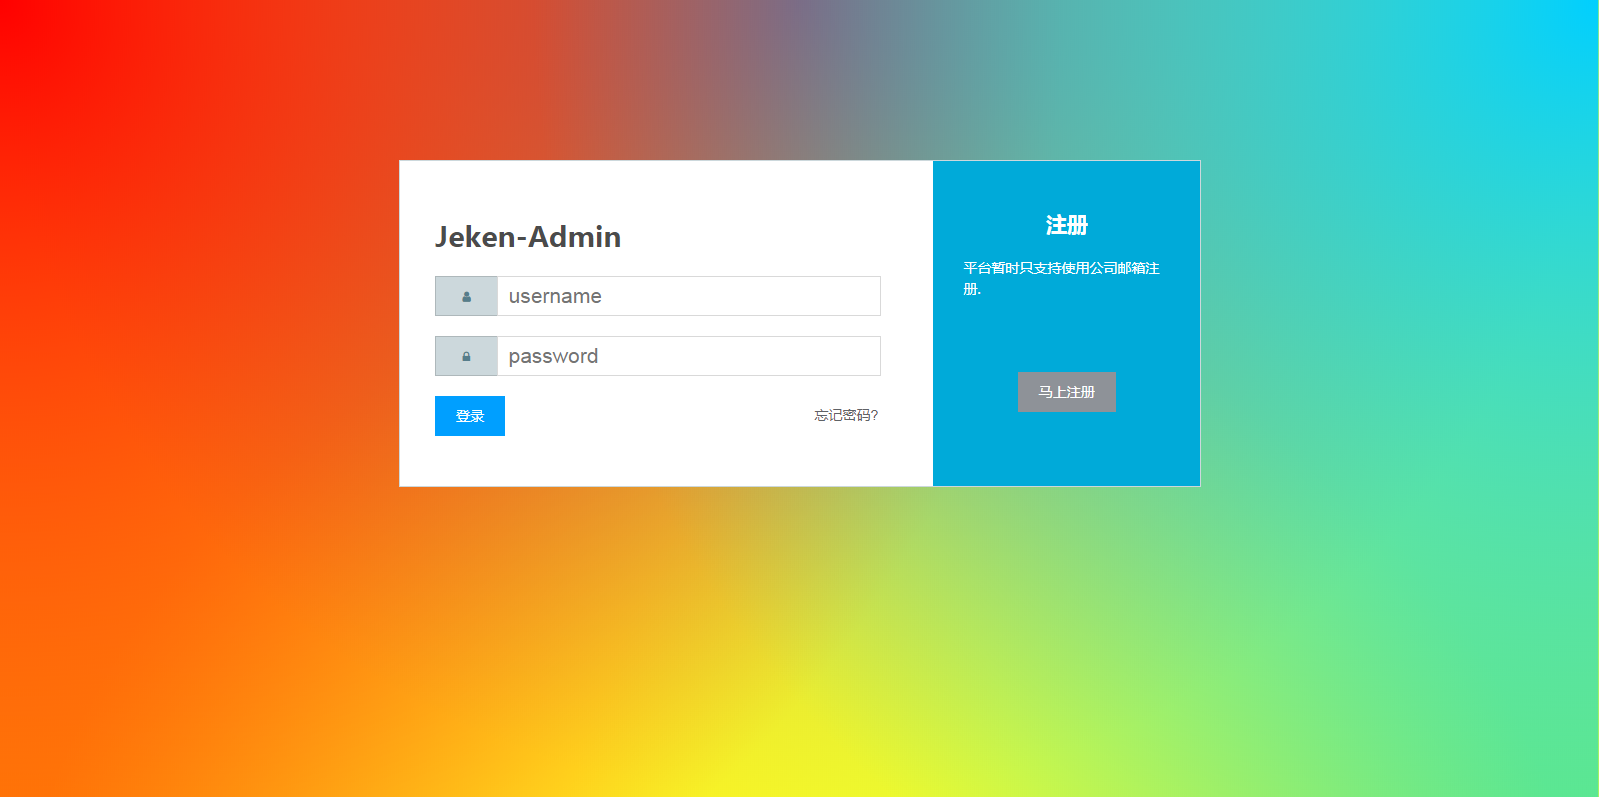 Jeken-Admin
username
password
登录
忘记密码?
注册
平台暂时只支持使用公司邮箱注
册.
马上注册